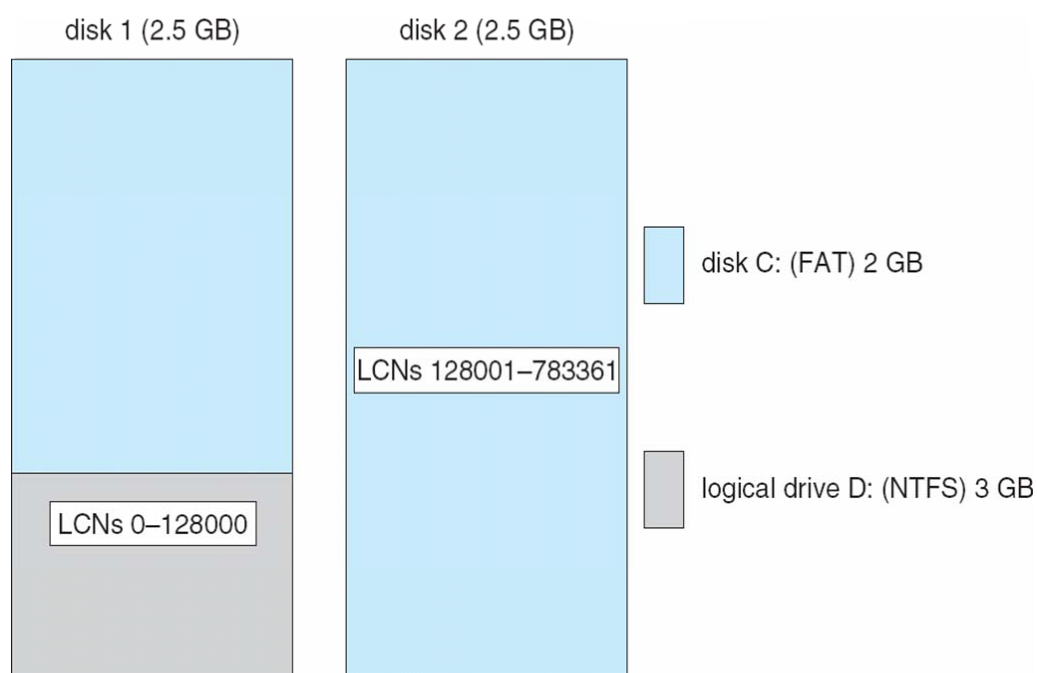 disk 1 (2.5 GB)
disk 2 (2.5 GB)
disk C: (FAT) 2 GB
LCNs 128001–783361
logical drive D: (NTFS) 3 GB
LCNs 0–128000